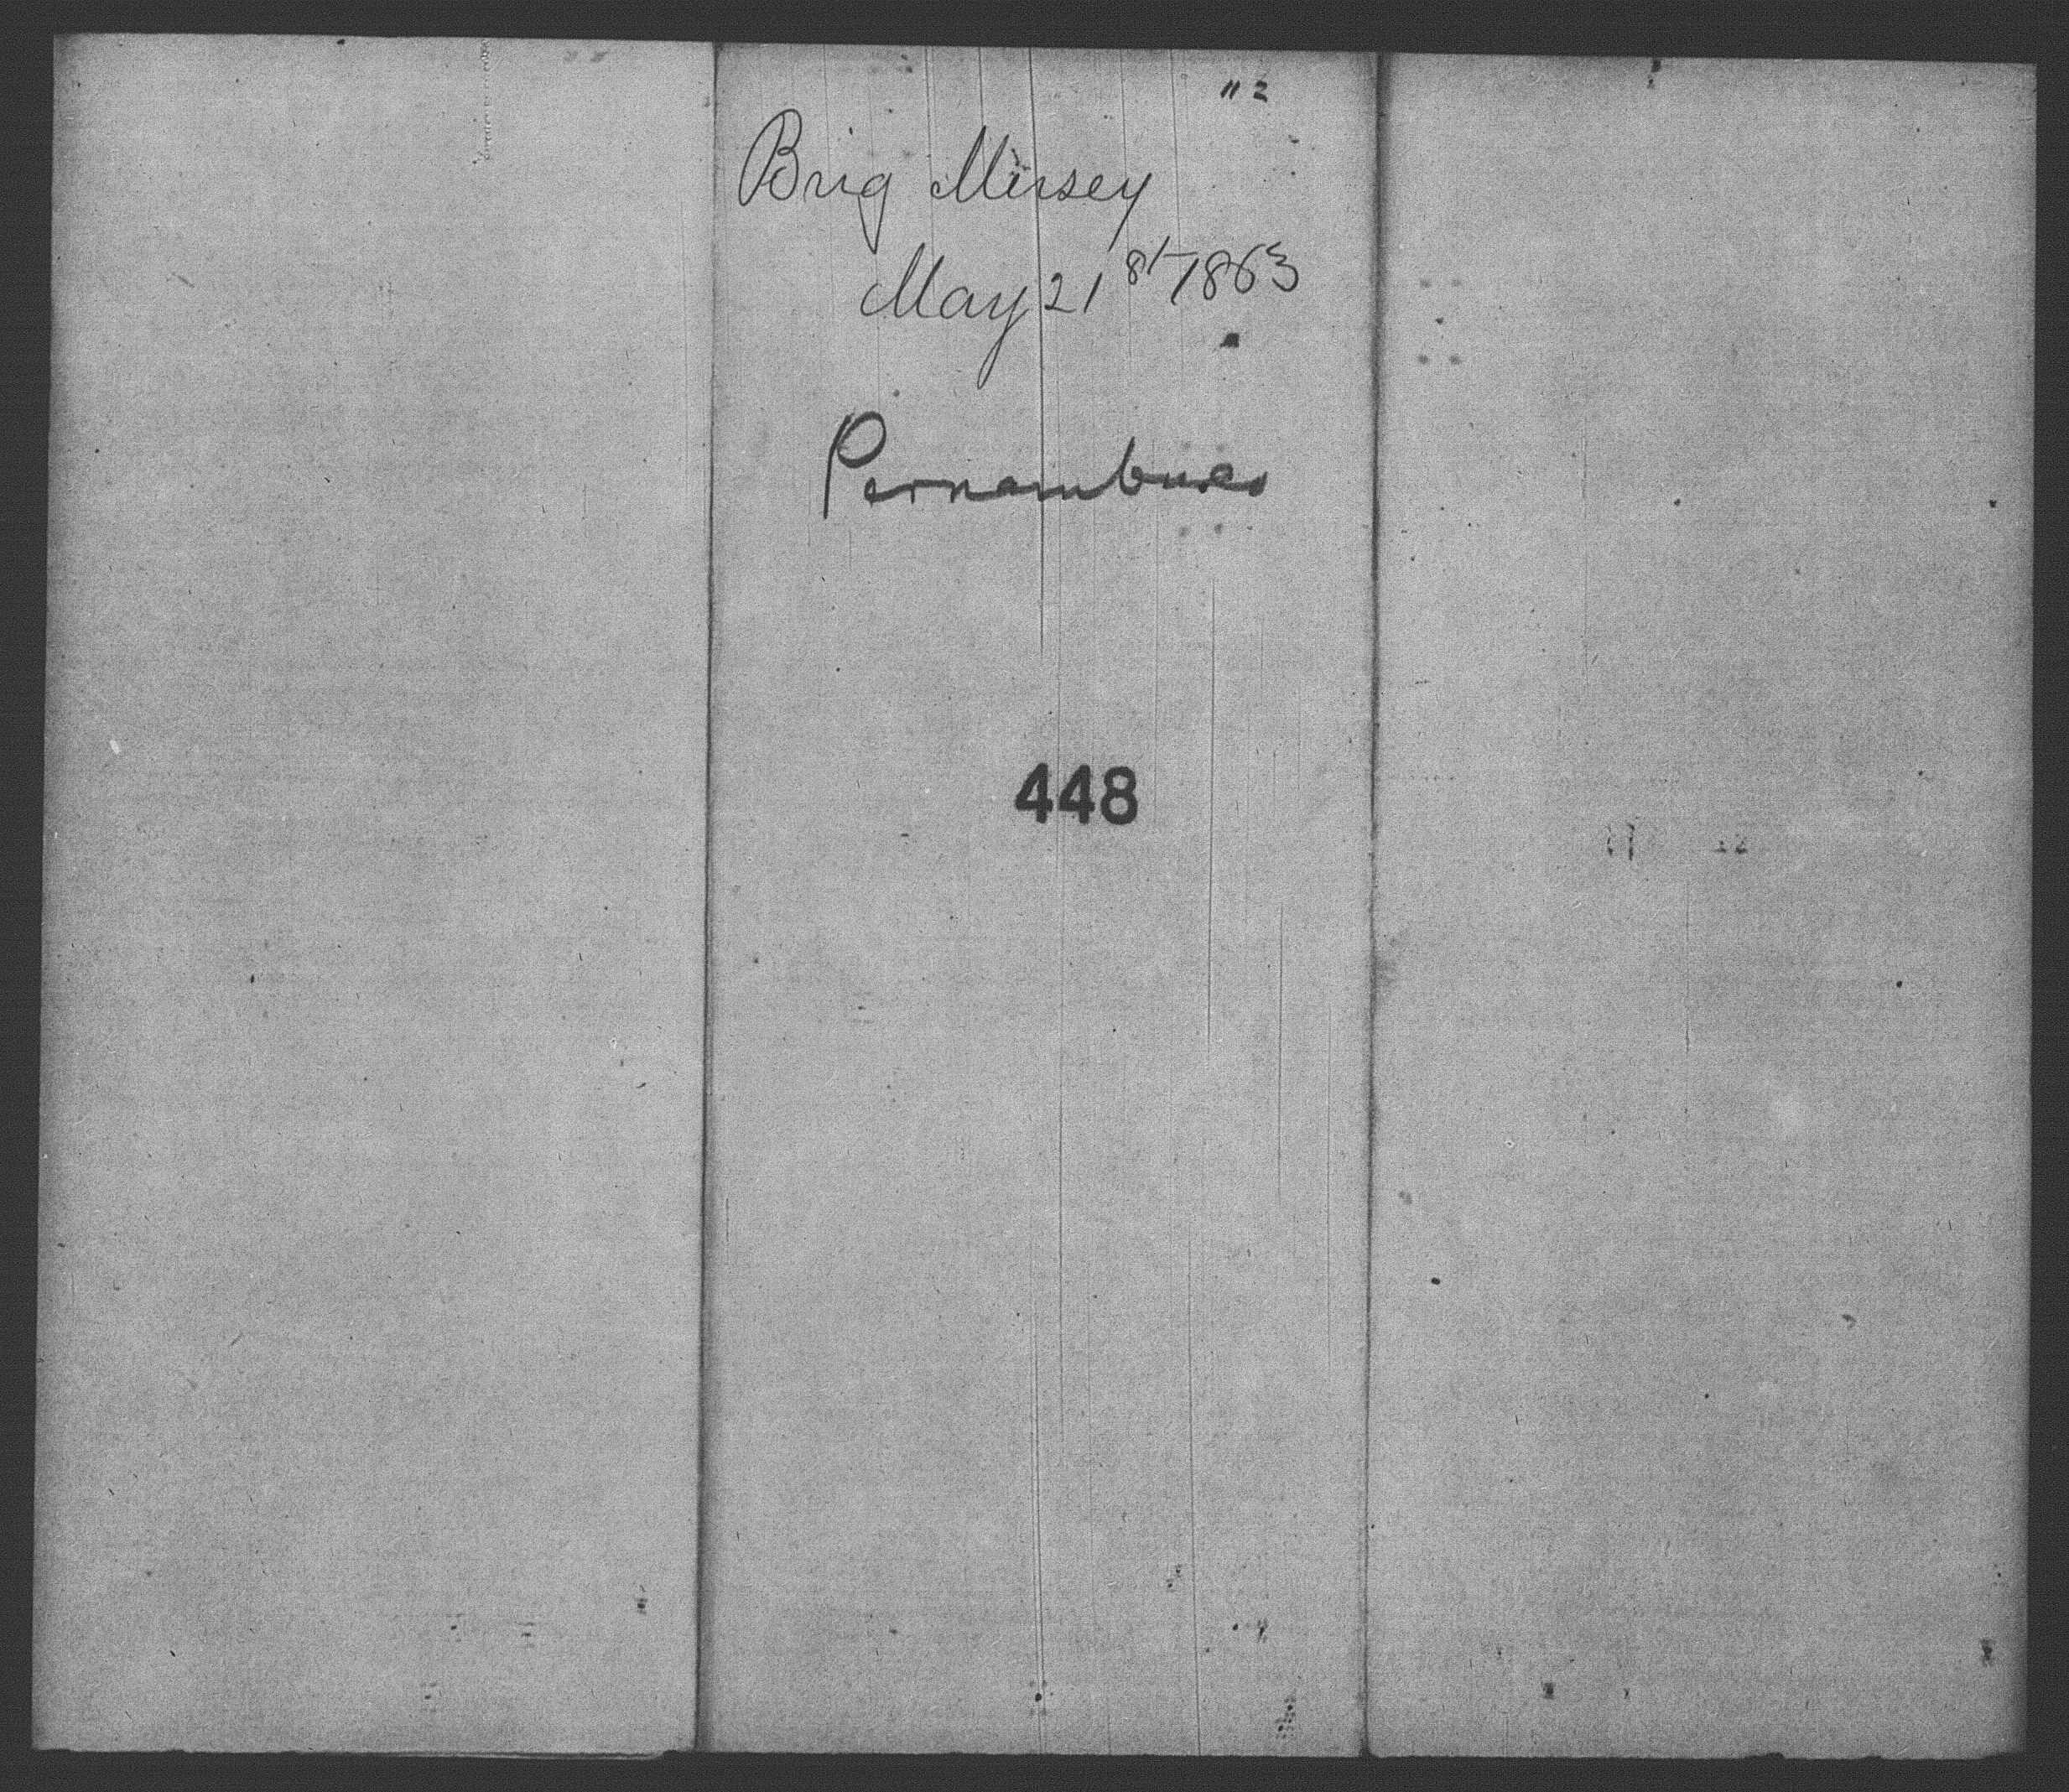 Brig Mersey
May 21st 1863
Pernambuco
448